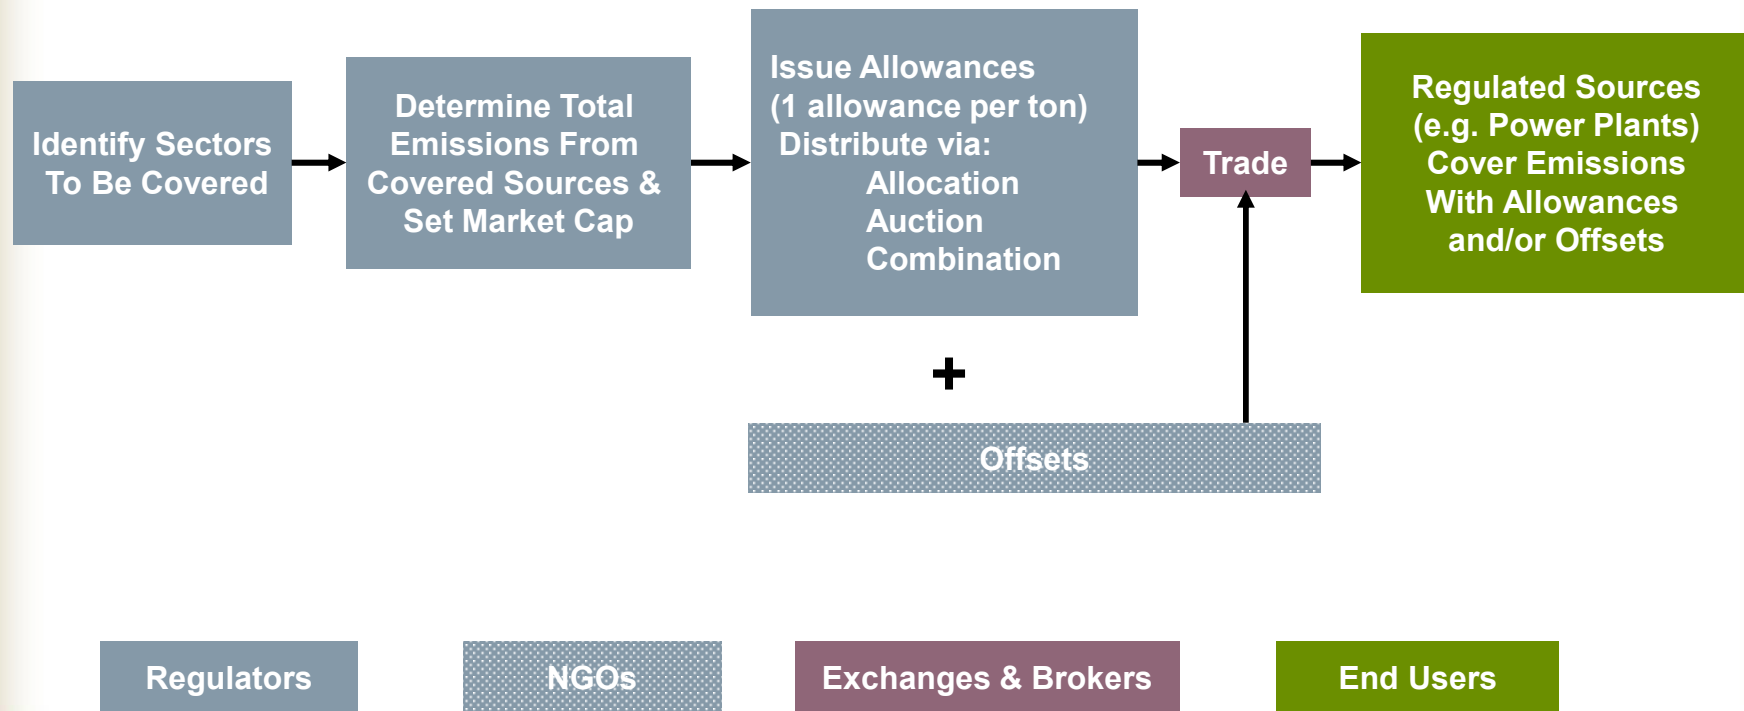 Identify Sectors
To Be Covered
Determine Total
Emissions From
Covered Sources &
Set Market Cap
Issue Allowances
(1 allowance per ton)
Distribute via:
Allocation
Auction
Combination
Trade
Regulated Sources
(e.g. Power Plants)
Cover Emissions
With Allowances
and/or Offsets
+
Offsets
Regulators
NGOs
Exchanges & Brokers
End Users